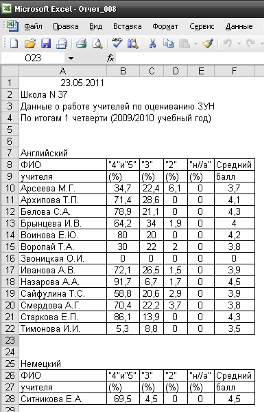 Microsoft Excel - Отчет_008
Файл Правка Вид Вставка Формат Сервис Данные
O23
A B C D E F
1 23.05.2011
2 Школа N 37
3 Данные о работе учителей по оцениванию ЗУН
4 По итогам 1 четверти (2009/2010 учебный год)
5
6
7 Английский
8 ФИО "4"и"5" "3" "2" "н//а" Средний
9 учителя (%) (%) (%) (%) балл
10 Арсеева М.Г. 34,7 22,4 6,1 0 3,7
11 Архипова Т.П. 71,4 28,6 0 0 4,1
12 Белова С.А. 78,9 21,1 0 0 4,3
13 Брынцева И.В. 64,2 34 1,9 0 4
14 Воинова Е.Ю. 80 20 0 0 4,2
15 Воропай Т.А. 30 22 2 0 3,8
16 Звоницкая О.И. 0 0 0 0 0
17 Иванова А.В. 72,1 26,5 1,5 0 3,9
18 Назарова А.А. 91,7 6,7 1,7 0 4,5
19 Сайфулина Т.С. 58,8 20,6 2,9 0 3,9
20 Смердова А.Г. 70,4 22,2 3,7 0 3,8
21 Старкова Е.П. 86,1 13,9 0 0 4,3
22 Тимонова И.И. 5,3 8,8 0 0 3,5
23
24
25 Немецкий
26 ФИО "4"и"5" "3" "2" "н//а" Средний
27 учителя (%) (%) (%) (%) балл
28 Ситникова Е.А. 69,5 4,5 0 0 4,5